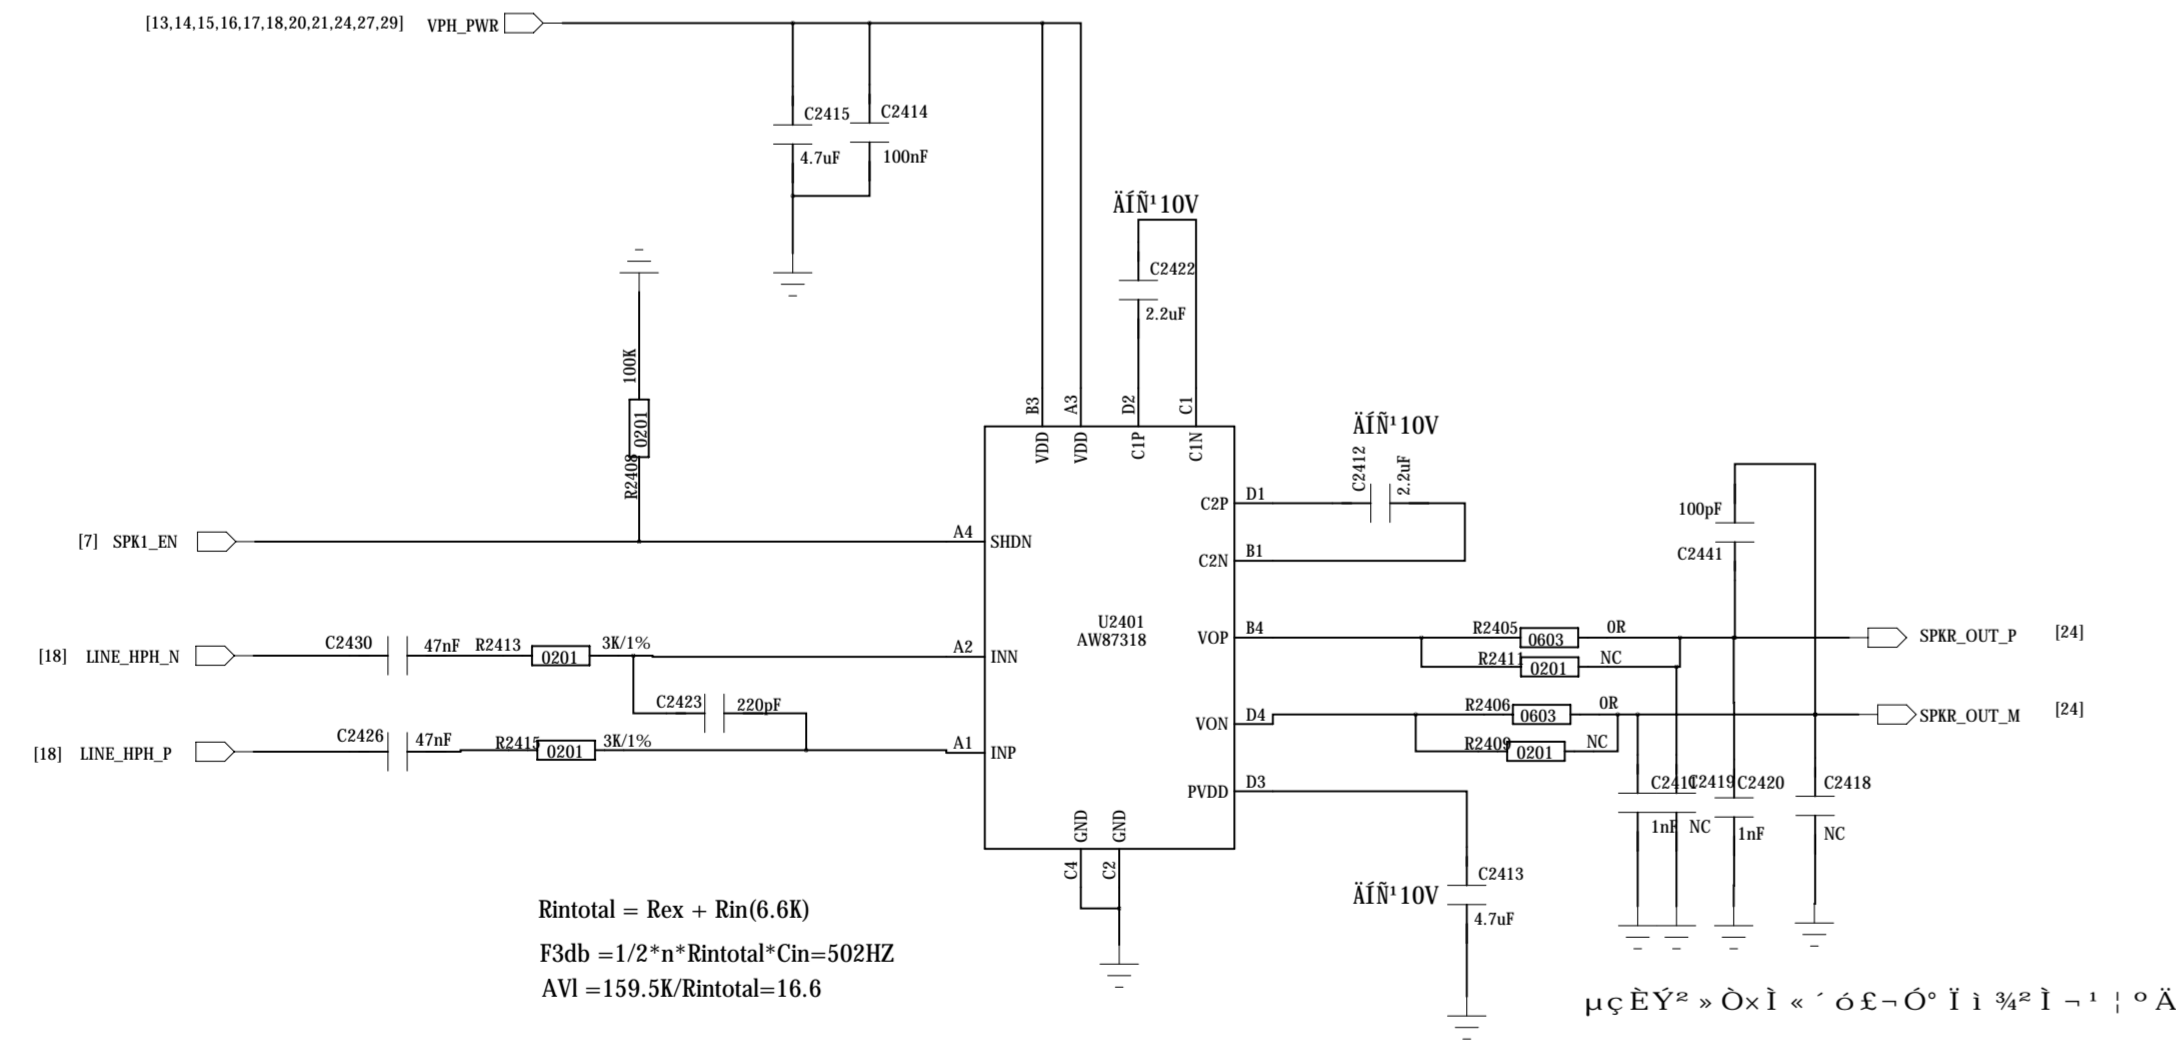 [13,14,15,16,17,18,20,21,24,27,29] VPH_PWR
C2415
4.7uF
C2414
100nF
ÄÍÑ¹10V
C2422
2.2uF
100K
0201
R2408
B3
A3
D2
C1
VDD
VDD
C1P
C1N
ÄÍÑ¹10V
C2412
2.2uF
C2P
D1
C2N
B1
100pF
C2441
[7] SPK1_EN
A4
SHDN
U2401
AW87318
[18] LINE_HPH_N
C2430
47nF
R2413
0201
3K/1%
A2
INN
C2423
220pF
[18] LINE_HPH_P
C2426
47nF
R2415
0201
3K/1%
A1
INP
VOP
B4
R2405
0603
0R
SPKR_OUT_P [24]
R2411
0201
NC
VON
D4
R2406
0603
0R
SPKR_OUT_M [24]
R2409
0201
NC
PVDD
D3
C2419
C2420
C2418
1nF
NC
1nF
NC
GND
GND
C4
C2
C2413
ÄÍÑ¹10V
4.7uF
Rintotal = Rex + Rin(6.6K)
F3db =1/2*n*Rintotal*Cin=502HZ
AVl =159.5K/Rintotal=16.6
µçÈÝ²»Ò×Ì«´ó£¬Ó°Ïì¾²Ì¬¹¦ºÄ